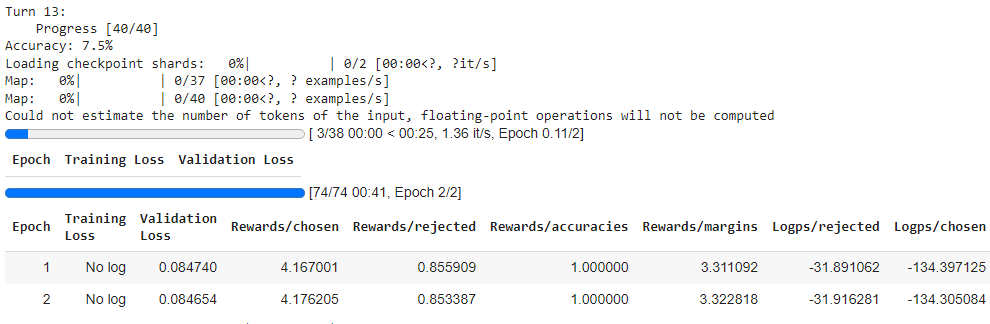 Turn 13:
Progress [40/40]
Accuracy: 7.5%
Loading checkpoint shards:   0%|          | 0/2 [00:00<?, ?it/s]
Map:   0%|          | 0/37 [00:00<?, ? examples/s]
Map:   0%|          | 0/40 [00:00<?, ? examples/s]
Could not estimate the number of tokens of the input, floating-point operations will not be computed
[ 3/38 00:00 < 00:25, 1.36 it/s, Epoch 0.11/2]
Epoch Training Loss Validation Loss
[74/74 00:41, Epoch 2/2]
Epoch Training Loss Validation Loss Rewards/chosen Rewards/rejected Rewards/accuracies Rewards/margins Logps/rejected Logps/chosen
1 No log 0.084740 4.167001 0.855909 1.000000 3.311092 -31.891062 -134.397125
2 No log 0.084654 4.176205 0.853387 1.000000 3.322818 -31.916281 -134.305084